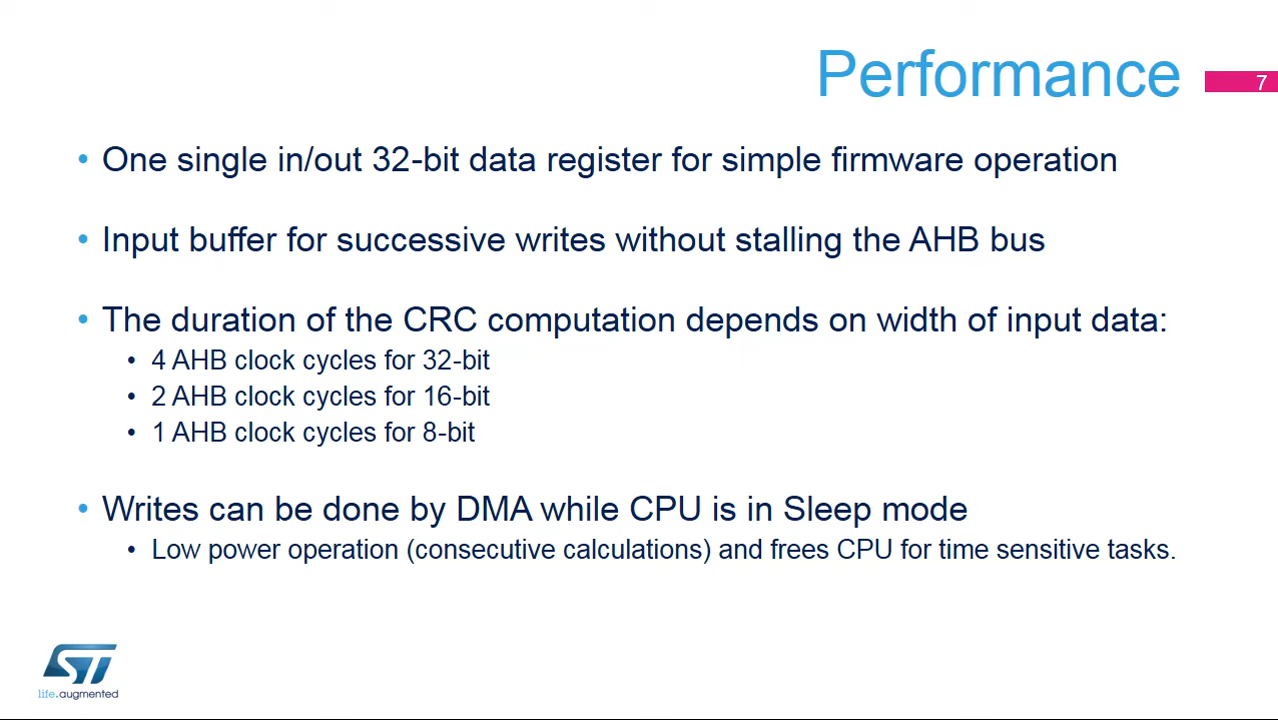 Performance
7
• One single in/out 32-bit data register for simple firmware operation
• Input buffer for successive writes without stalling the AHB bus
• The duration of the CRC computation depends on width of input data:
• 4 AHB clock cycles for 32-bit
• 2 AHB clock cycles for 16-bit
• 1 AHB clock cycles for 8-bit
• Writes can be done by DMA while CPU is in Sleep mode
• Low power operation (consecutive calculations) and frees CPU for time sensitive tasks.
ST
life.augmented